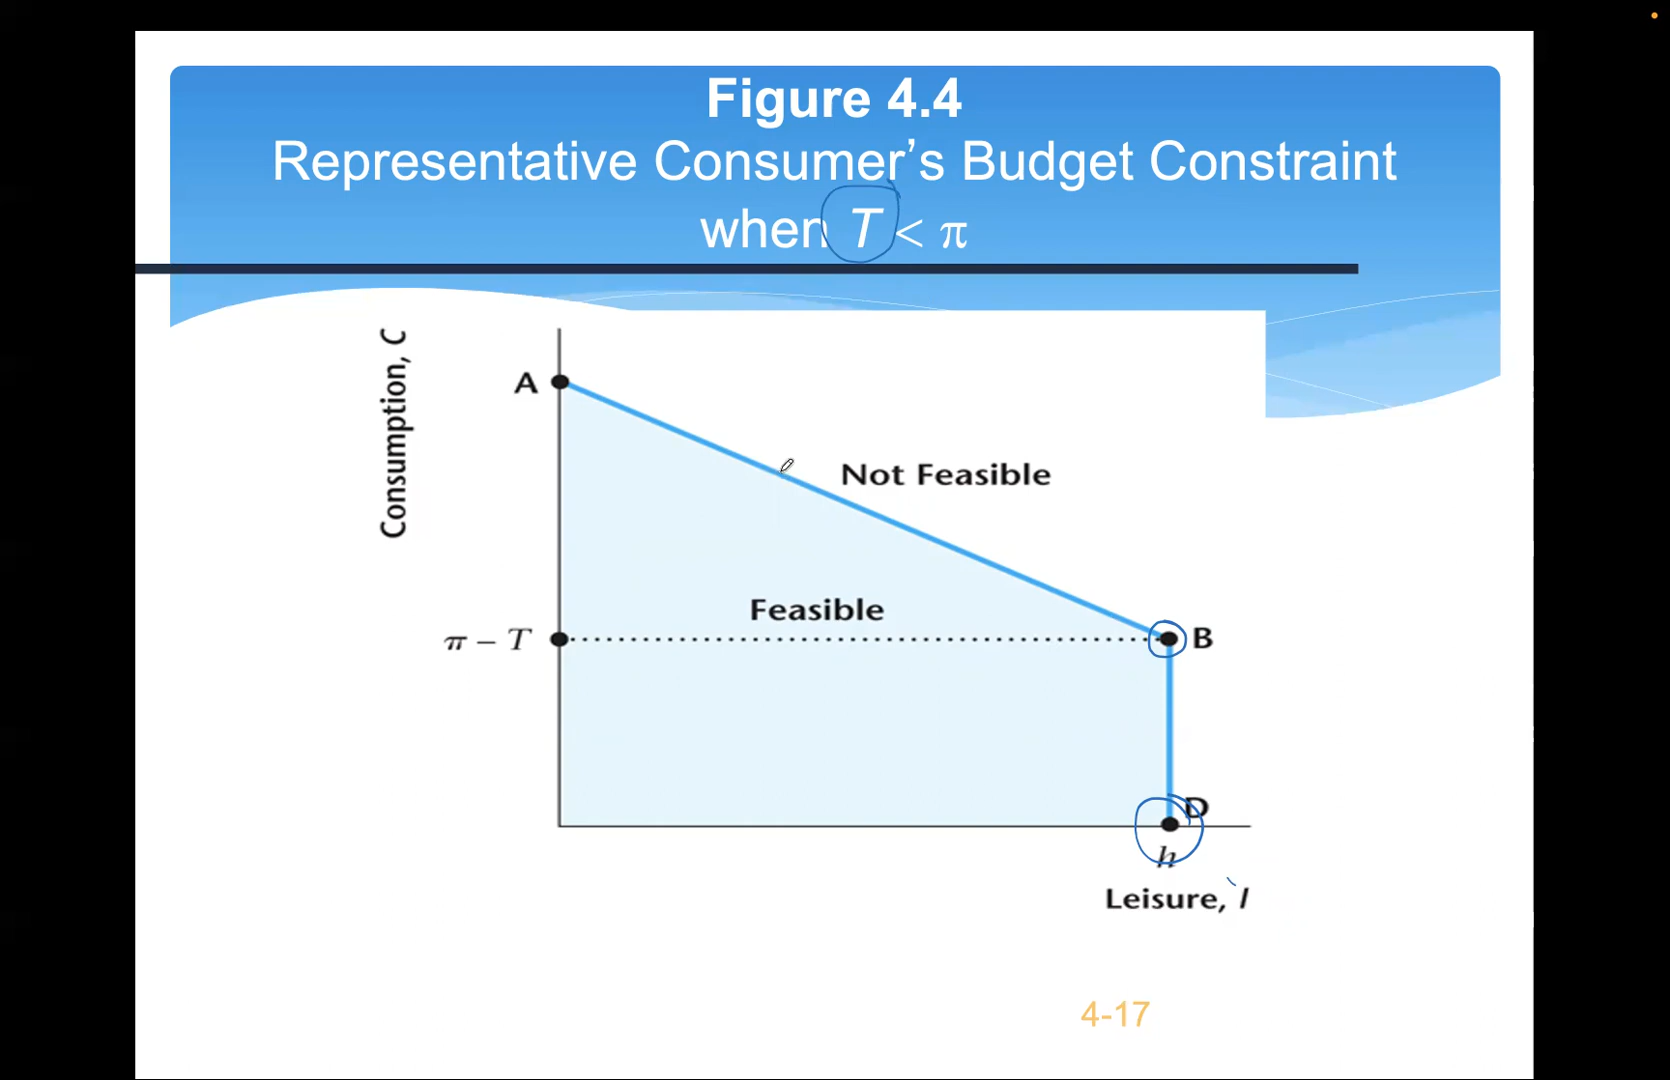 Figure 4.4
Representative Consumer’s Budget Constraint
when T < π
Consumption, C
A
Not Feasible
Feasible
π – T
B
D
h
Leisure, l
4-17